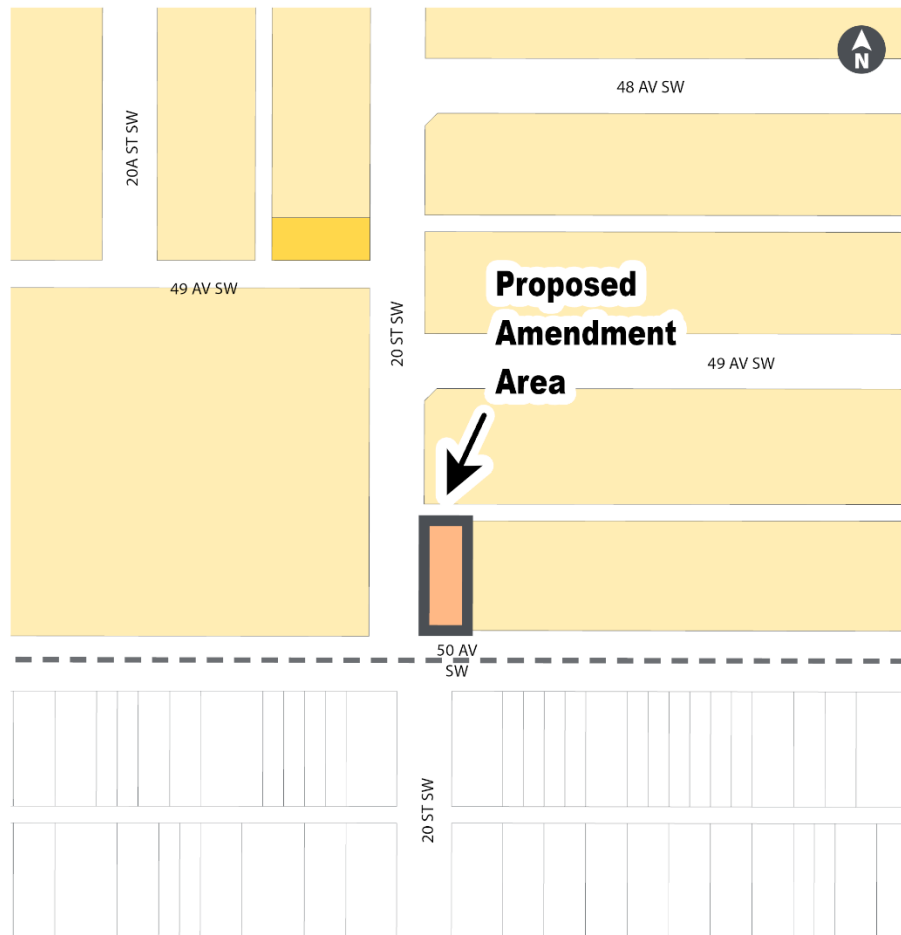 N
48 AV SW
20A ST SW
49 AV SW
20 ST SW
Proposed
Amendment
Area
49 AV SW
50 AV
SW
20 ST SW